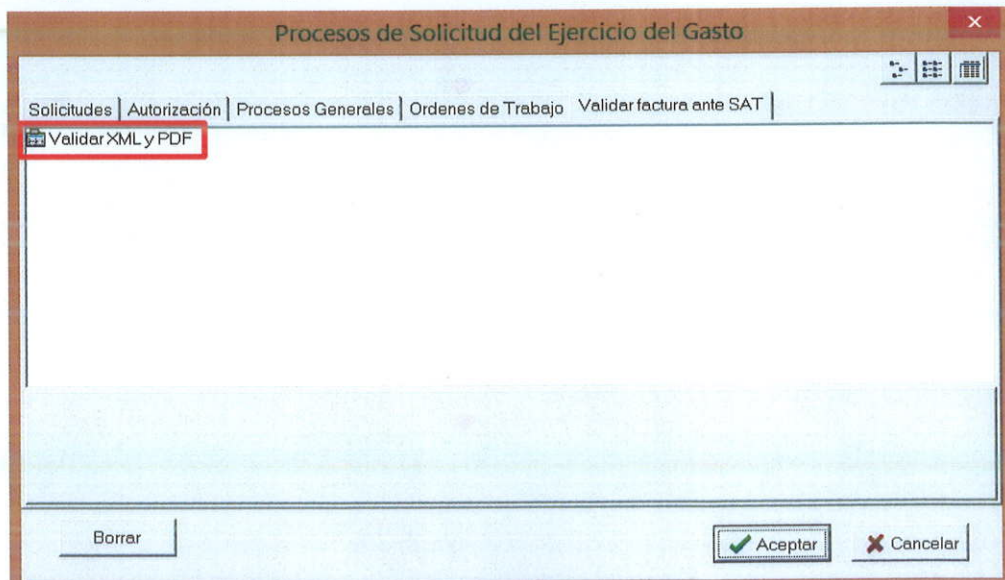 Procesos de Solicitud del Ejercicio del Gasto
Solicitudes Autorización Procesos Generales Ordenes de Trabajo Validar factura ante SAT
Validar XML y PDF
Borrar Aceptar Cancelar